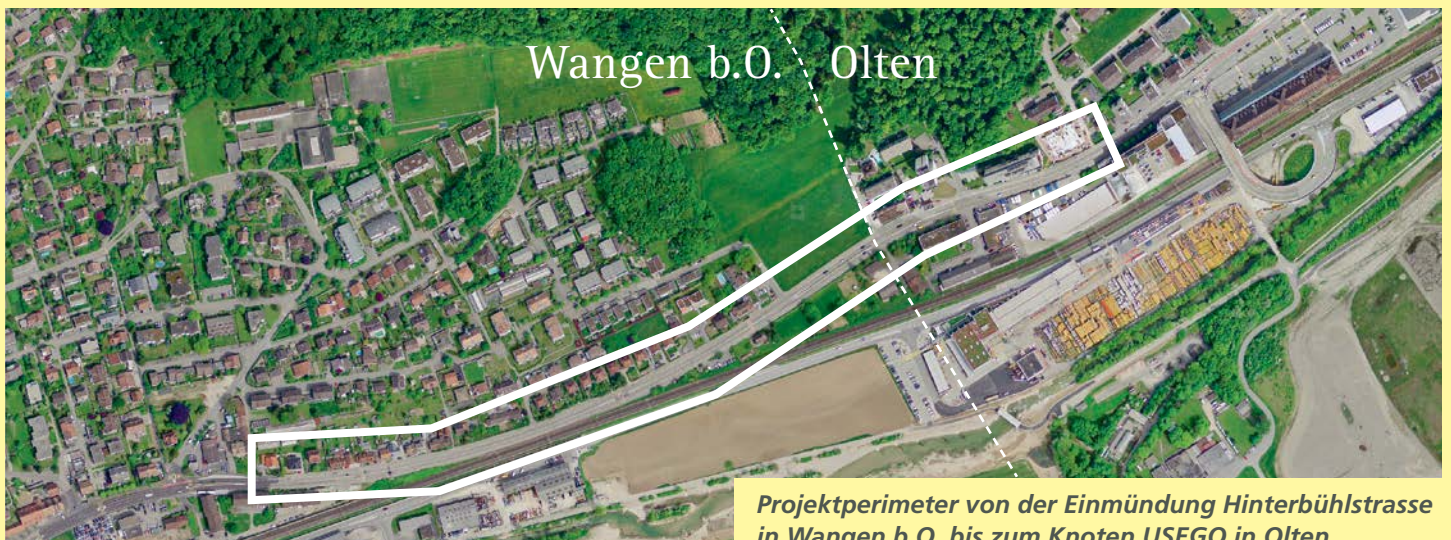 Wangen b.O. Olten
Projektperimeter von der Einmündung Hinterbühlstrasse
in Wangen b.O. bis zum Knoten USEGO in Olten